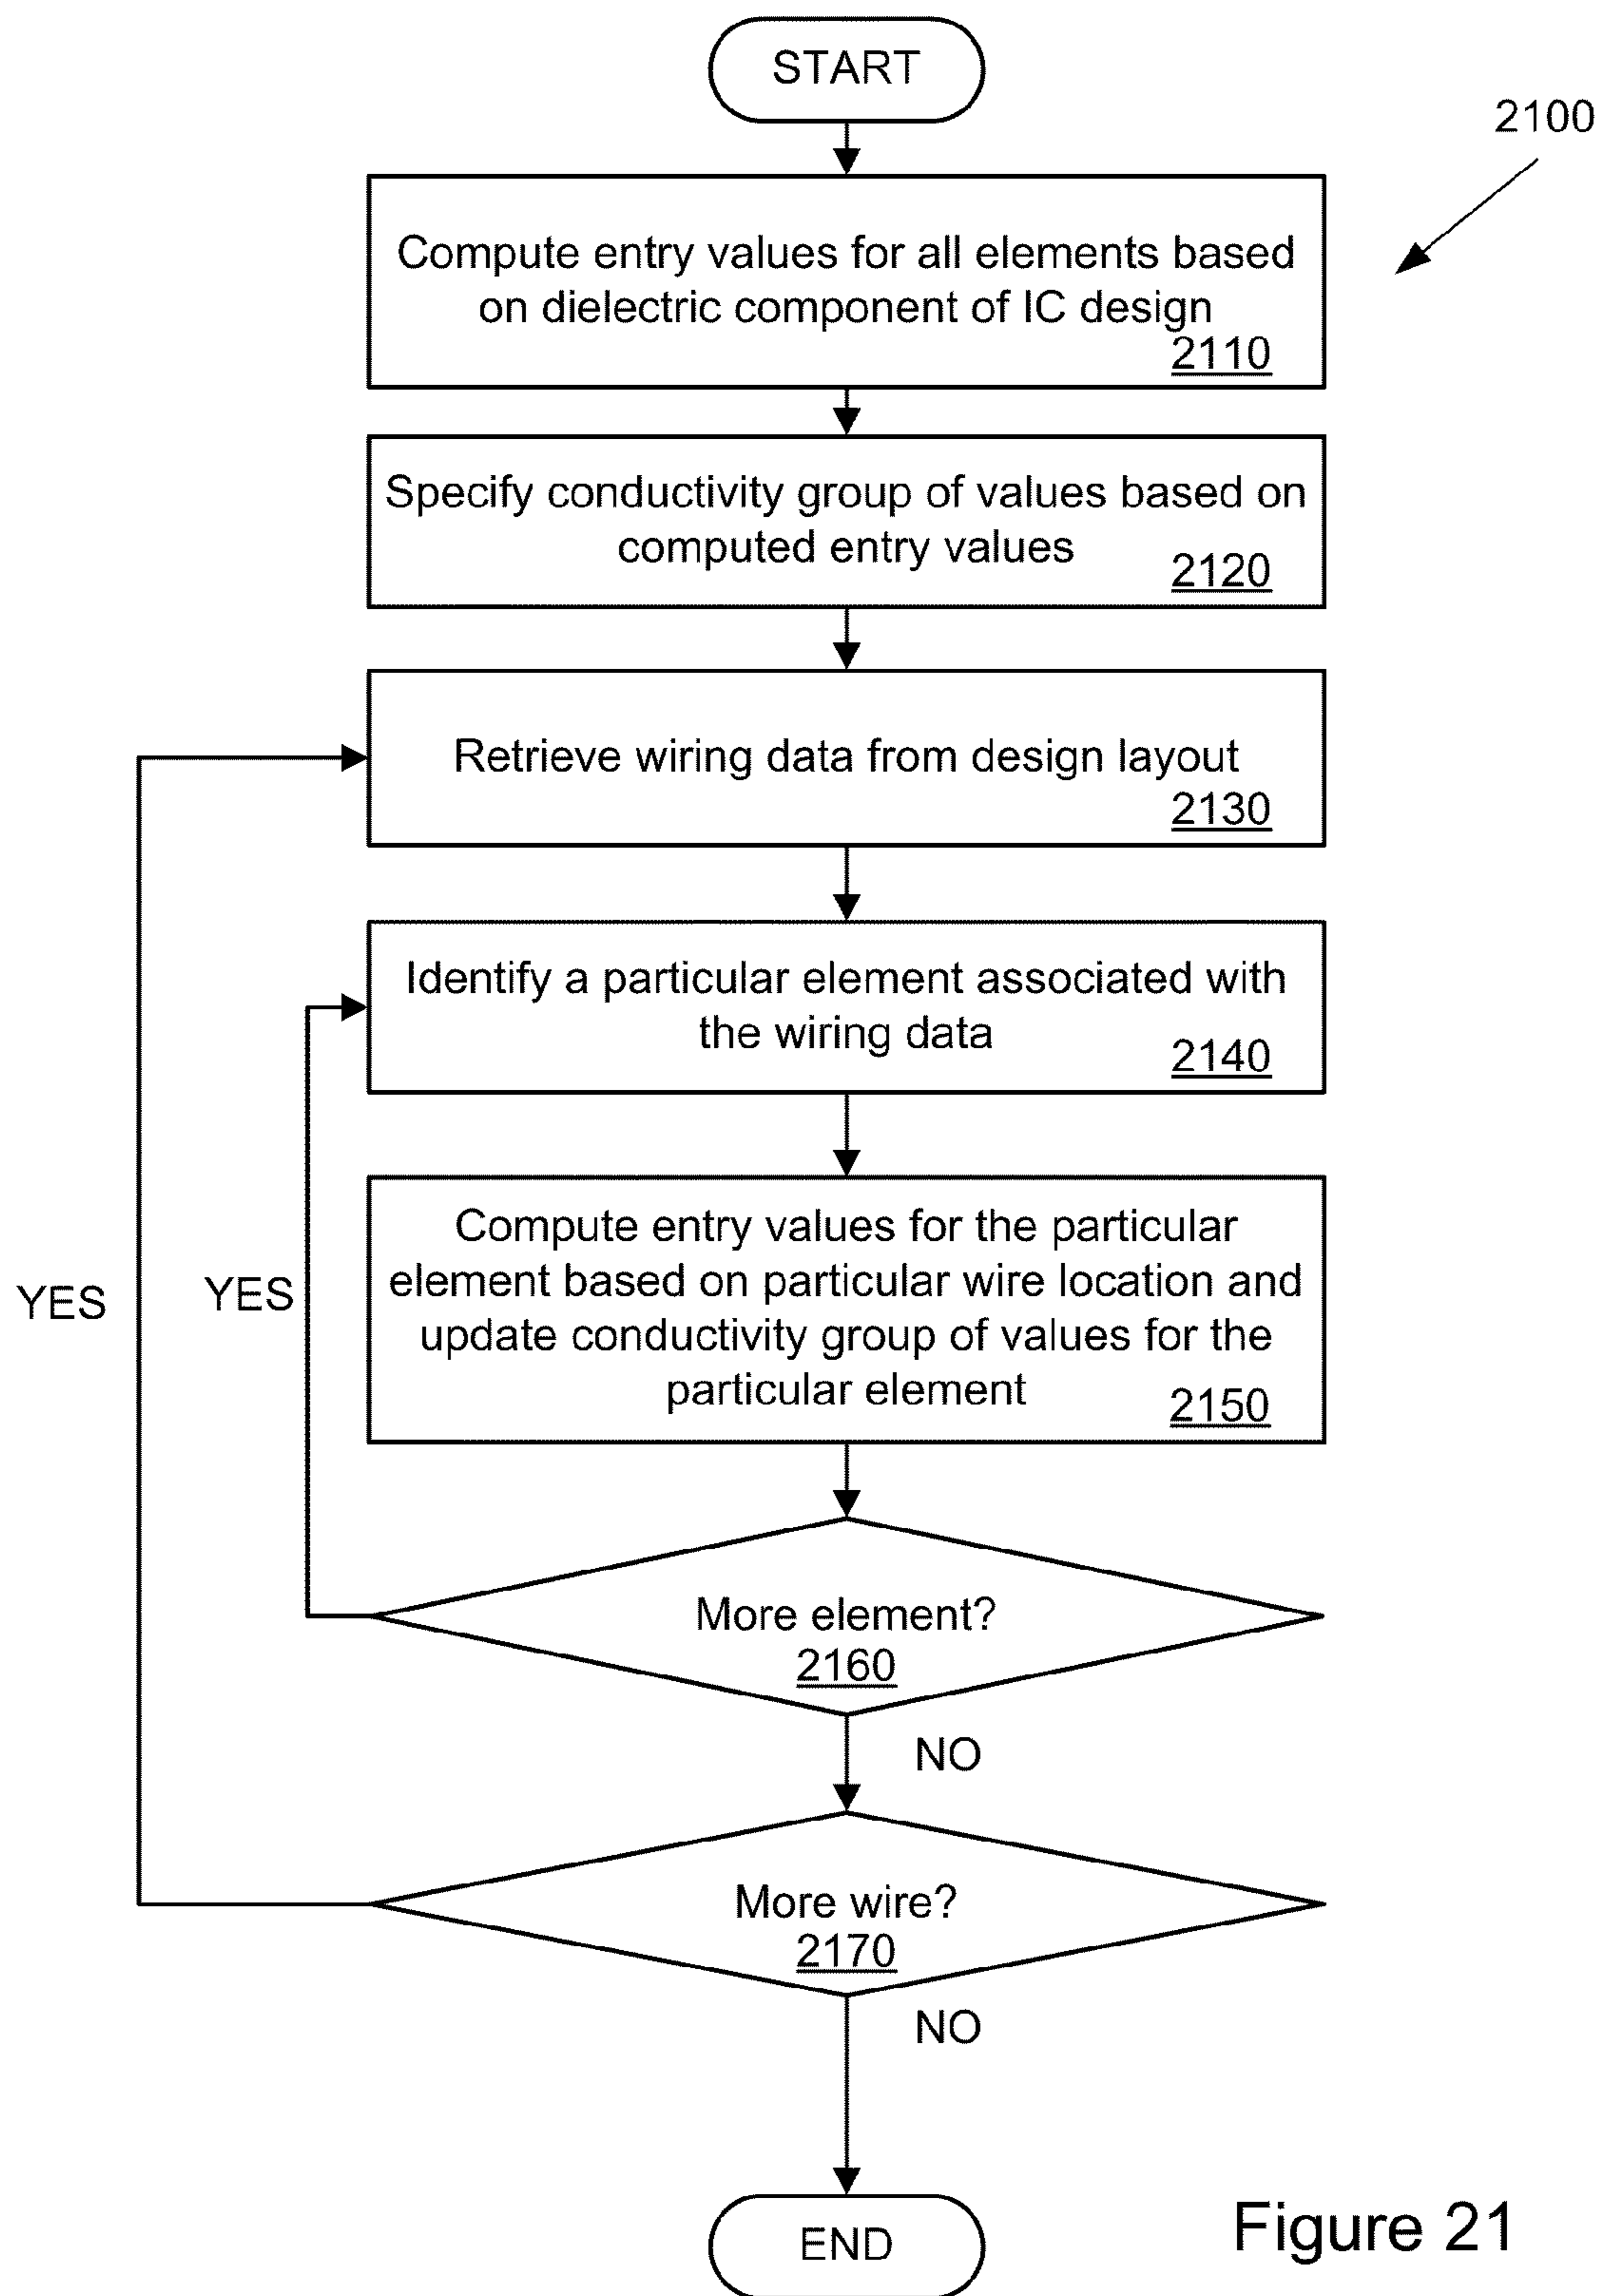 START
2100
Compute entry values for all elements based
on dielectric component of IC design
2110
Specify conductivity group of values based on
computed entry values
2120
Retrieve wiring data from design layout
2130
Identify a particular element associated with
the wiring data
2140
Compute entry values for the particular
element based on particular wire location and
update conductivity group of values for the
particular element
2150
YES
YES
More element?
2160
NO
More wire?
2170
NO
END
Figure 21